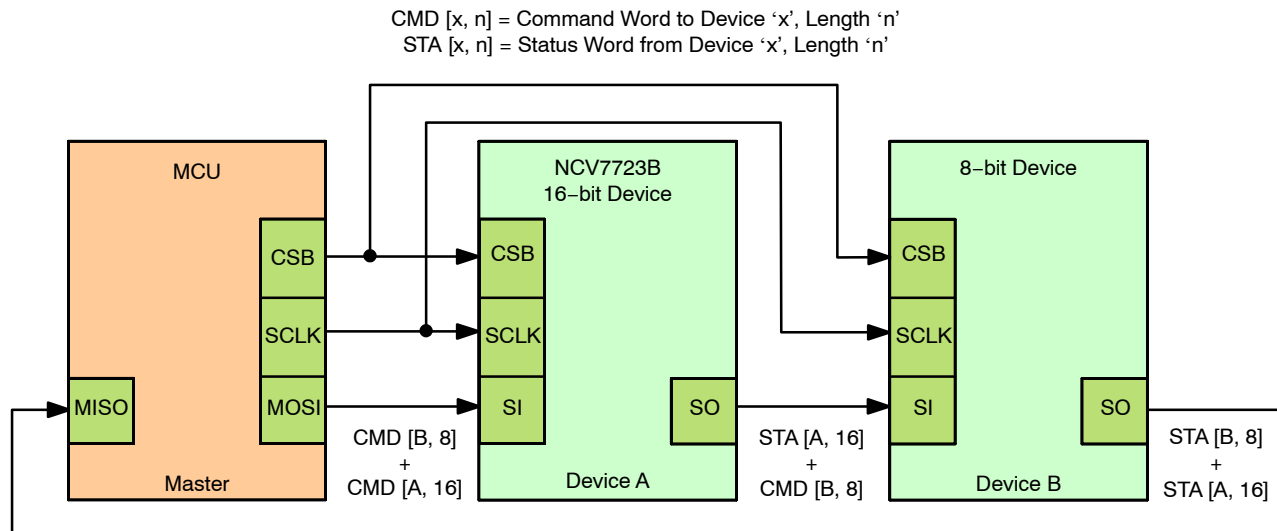 CMD [x, n] = Command Word to Device ‘x’, Length ‘n’
STA [x, n] = Status Word from Device ‘x’, Length ‘n’
MCU
CSB
SCLK
MISO
MOSI
Master
CMD [B, 8]
+
CMD [A, 16]
NCV7723B
16−bit Device
CSB
SCLK
SI
SO
Device A
STA [A, 16]
+
CMD [B, 8]
8−bit Device
CSB
SCLK
SI
SO
Device B
STA [B, 8]
+
STA [A, 16]